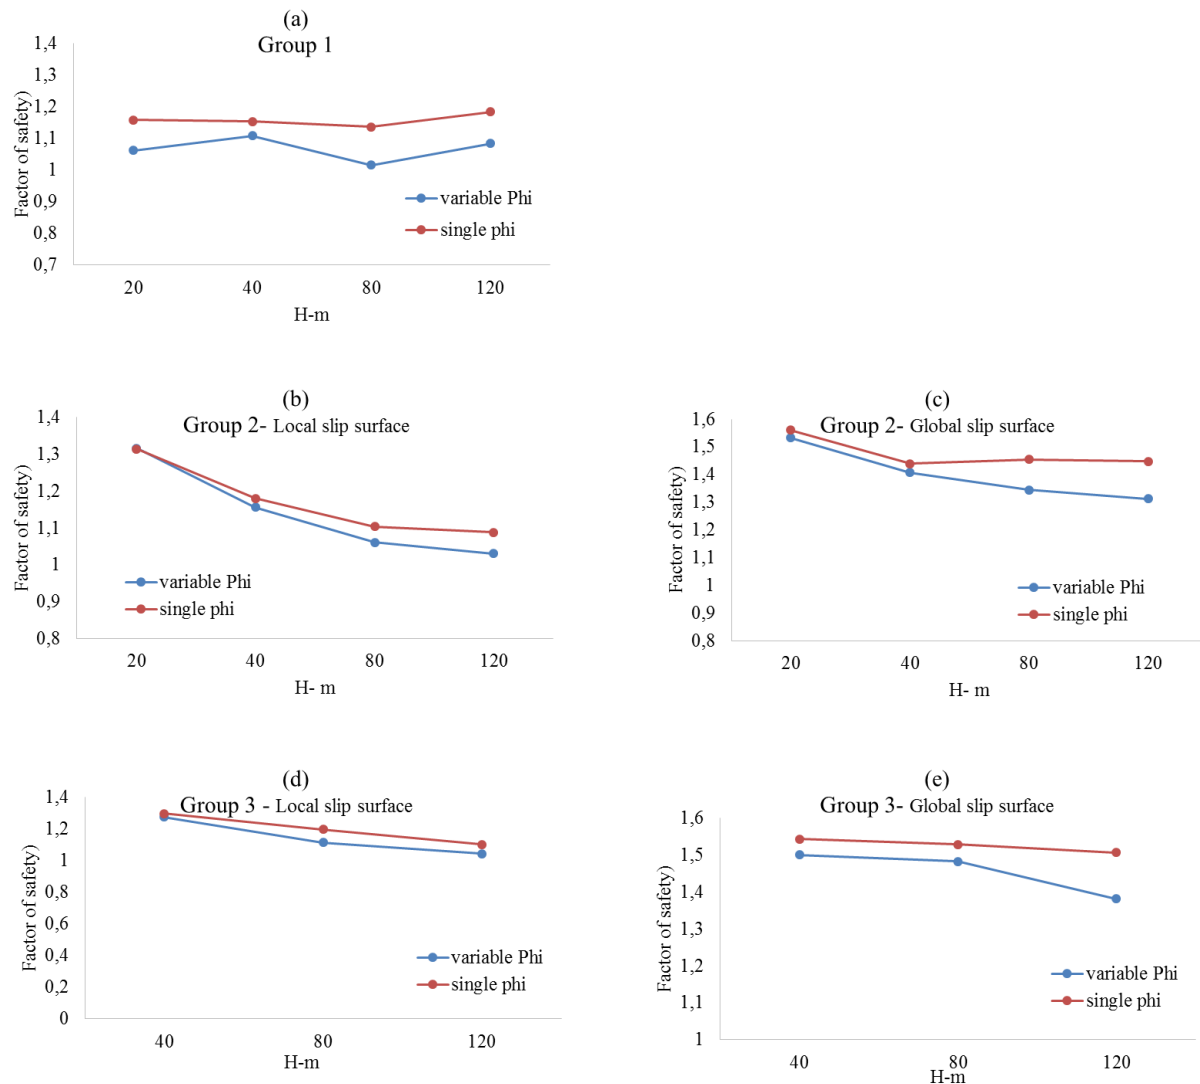 (a)
Group 1
1,4
1,3
1,2
1,1
1
0,9
0,8
0,7
Factor of safety)
variable Phi
single phi
20 40 80 120
H-m
(b)
Group 2- Local slip surface
1,4
1,3
1,2
1,1
1
0,9
0,8
Factor of safety)
variable Phi
single phi
20 40 80 120
H- m
(c)
Group 2- Global slip surface
1,6
1,5
1,4
1,3
1,2
1,1
1
0,9
0,8
Factor of safety)
variable Phi
single phi
20 40 80 120
H-m
(d)
Group 3 - Local slip surface
1,4
1,2
1
0,8
0,6
0,4
0,2
0
Factor of safety)
variable Phi
single phi
40 80 120
H-m
(e)
Group 3- Global slip surface
1,6
1,5
1,4
1,3
1,2
1,1
1
Factor of safety)
variable Phi
single phi
40 80 120
H-m